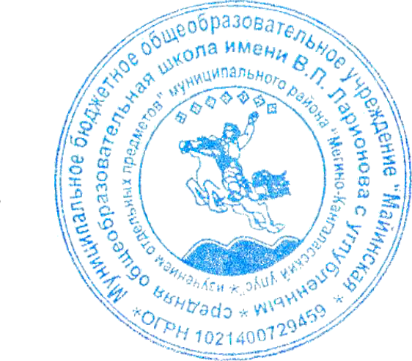 Муниципальное бюджетное общеобразовательное учреждение "Майинская
средняя общеобразовательная школа имени В.П. Ларионова с углубленным
изучением отдельных предметов" муниципального района "Мегино-Кангаласский улус"
*ОГРН 1021400729459 *